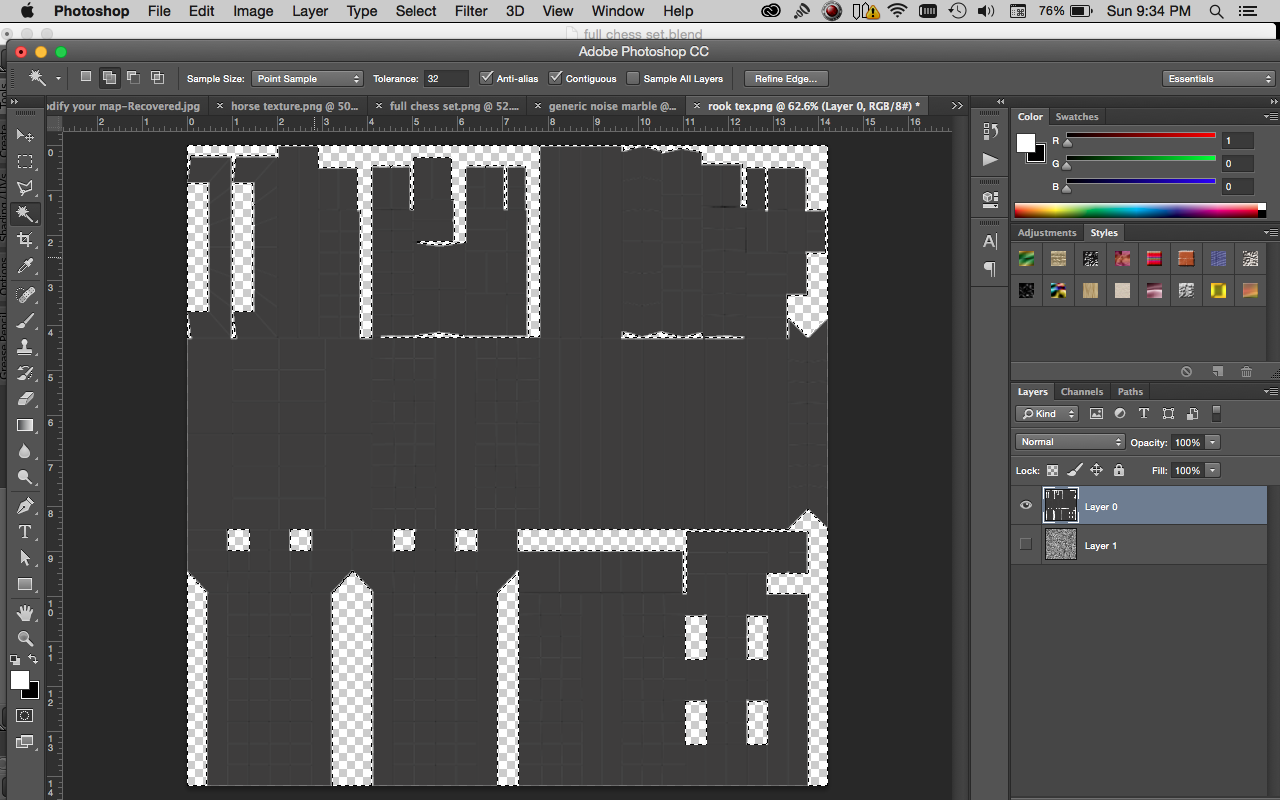 Photoshop File Edit Image Layer Type Select Filter 3D View Window Help 76% Sun 9:34 PM
full chess set.blend
Adobe Photoshop CC
Sample Size: Point Sample Tolerance: 32 Anti-alias Contiguous Sample All Layers Refine Edge... Essentials
odify your map-Recovered.jpg horse texture.png @ 50... full chess set.png @ 52.... generic noise marble @... rook tex.png @ 62.6% (Layer 0, RGB/8#) *
2 1 0 1 2 3 4 5 6 7 8 9 10 11 12 13 14 15 16
0
1
2
3
4
5
6
7
8
9
10
11
12
13
14
Tools
Create
Shading / UVs
Options
Grease Pencil
T
A
Color Swatches
R 1
G 0
B 0
Adjustments Styles
Layers Channels Paths
Kind T
Normal Opacity: 100%
Lock: Fill: 100%
Layer 0
Layer 1